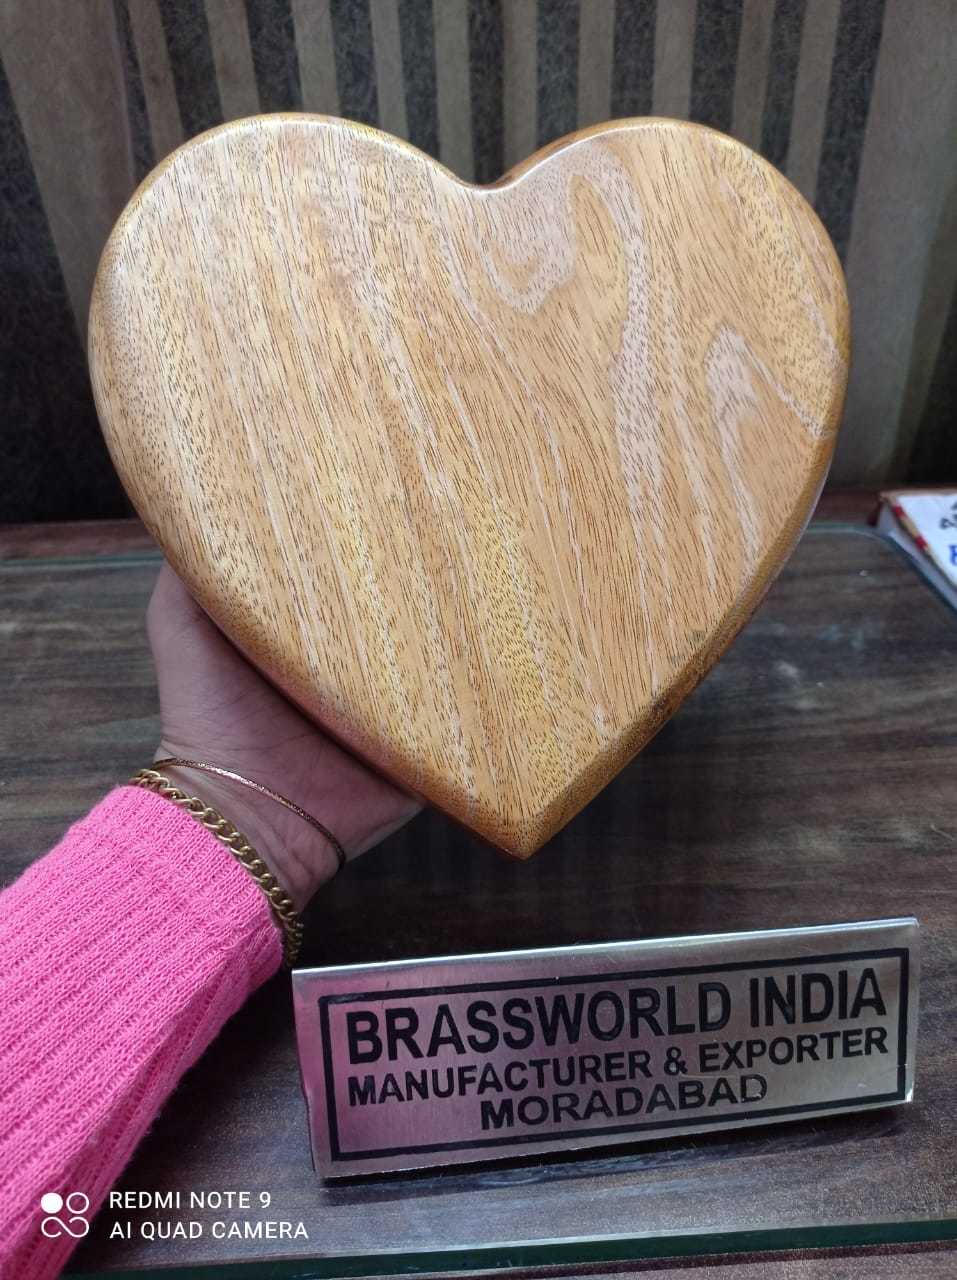 BRASSWORLD INDIA
MANUFACTURER & EXPORTER
MORADABAD
REDMI NOTE 9
AI QUAD CAMERA